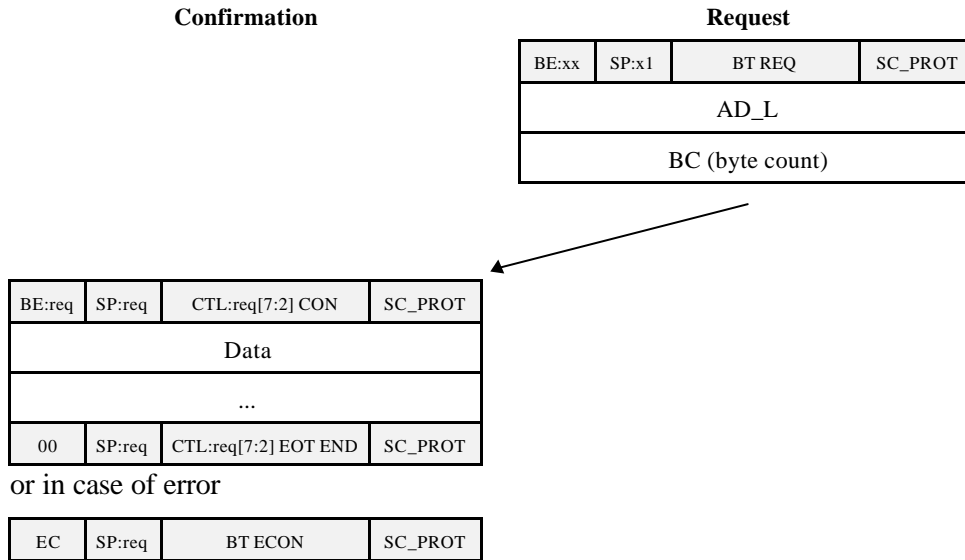 Confirmation Request
BE:xx SP:x1 BT REQ SC_PROT
AD_L
BC (byte count)
BE:req SP:req CTL:req[7:2] CON SC_PROT
Data
...
00 SP:req CTL:req[7:2] EOT END SC_PROT
or in case of error
EC SP:req BT ECON SC_PROT